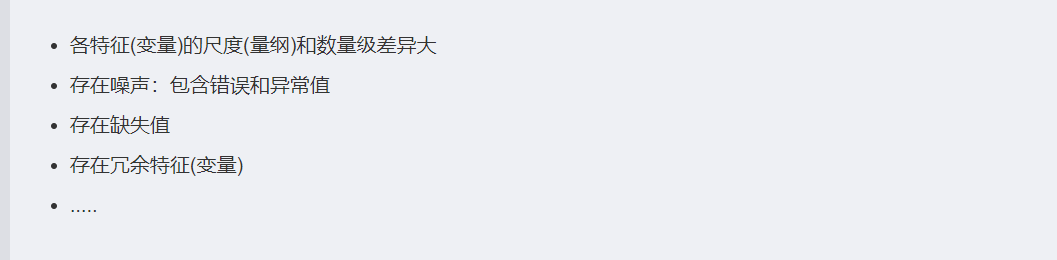 • 各特征(变量)的尺度(量纲)和数量级差异大
• 存在噪声：包含错误和异常值
• 存在缺失值
• 存在冗余特征(变量)
• .....